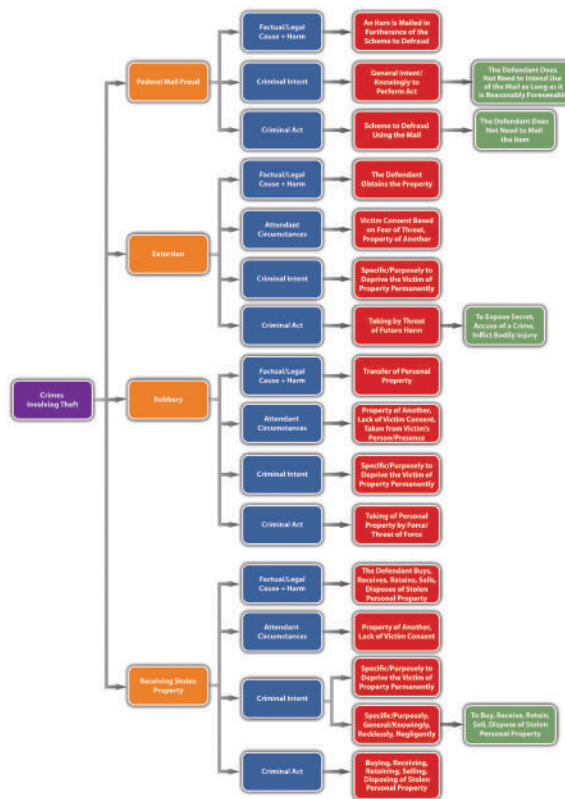 Factual/Legal
Cause + Harm
An Item is Mailed in
Furtherance of the
Scheme to Defraud
Federal Mail Fraud
Criminal Intent
General Intent/
Knowingly to
Perform Act
The Defendant Does
Not Need to Intend Use
of the Mail as Long as it
is Reasonably Foreseeable
Criminal Act
Scheme to Defraud
Using the Mail
The Defendant Does
Not Need to Mail
the Item
Factual/Legal
Cause + Harm
The Defendant
Obtains the Property
Attendant
Circumstances
Victim Consent Based
on Fear of Threat,
Property of Another
Extortion
Criminal Intent
Specific/Purposely to
Deprive the Victim of
Property Permanently
Criminal Act
Taking by Threat
of Future Harm
To Expose Secret,
Accuse of a Crime,
Inflict Bodily Injury
Crimes
Involving Theft
Factual/Legal
Cause + Harm
Transfer of Personal
Property
Robbery
Attendant
Circumstances
Property of Another,
Lack of Victim Consent,
Taken from Victim's
Person/Presence
Criminal Intent
Specific/Purposely to
Deprive the Victim of
Property Permanently
Criminal Act
Taking of Personal
Property by Force/
Threat of Force
Factual/Legal
Cause + Harm
The Defendant Buys,
Receives, Retains, Sells,
Disposes of Stolen
Personal Property
Attendant
Circumstances
Property of Another,
Lack of Victim Consent
Receiving Stolen
Property
Criminal Intent
Specific/Purposely to
Deprive the Victim of
Property Permanently
Specific/Purposely,
General/Knowingly,
Recklessly, Negligently
To Buy, Receive, Retain,
Sell, Dispose of Stolen
Personal Property
Criminal Act
Buying, Receiving,
Retaining, Selling,
Disposing of Stolen
Personal Property